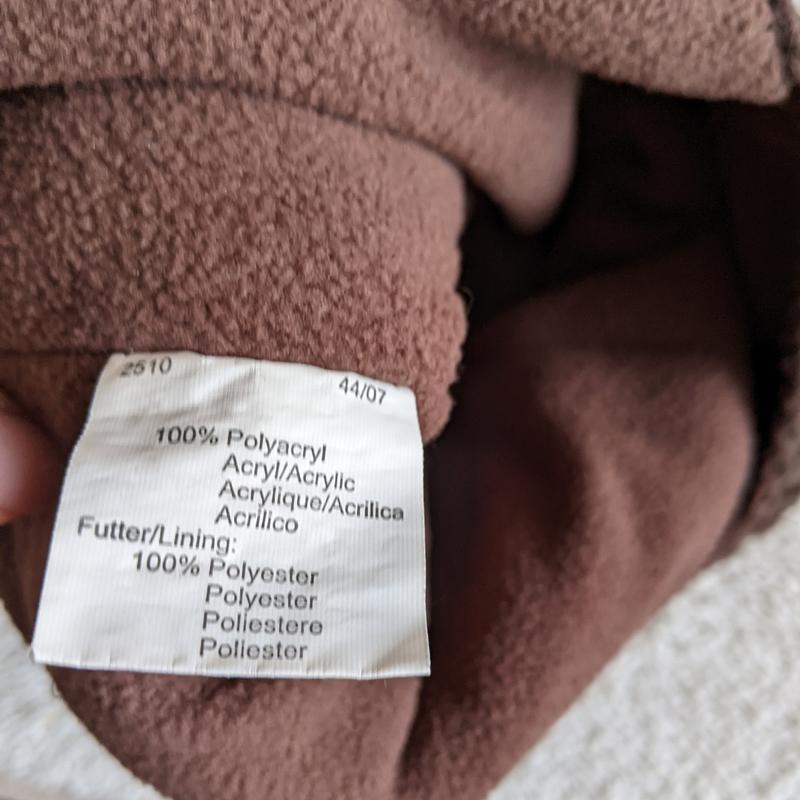 2510
44/07
100% Polyacryl
Acryl/Acrylic
Acrylique/Acrilica
Acrilico
Futter/Lining:
100% Polyester
Polyester
Poliestere
Poliester